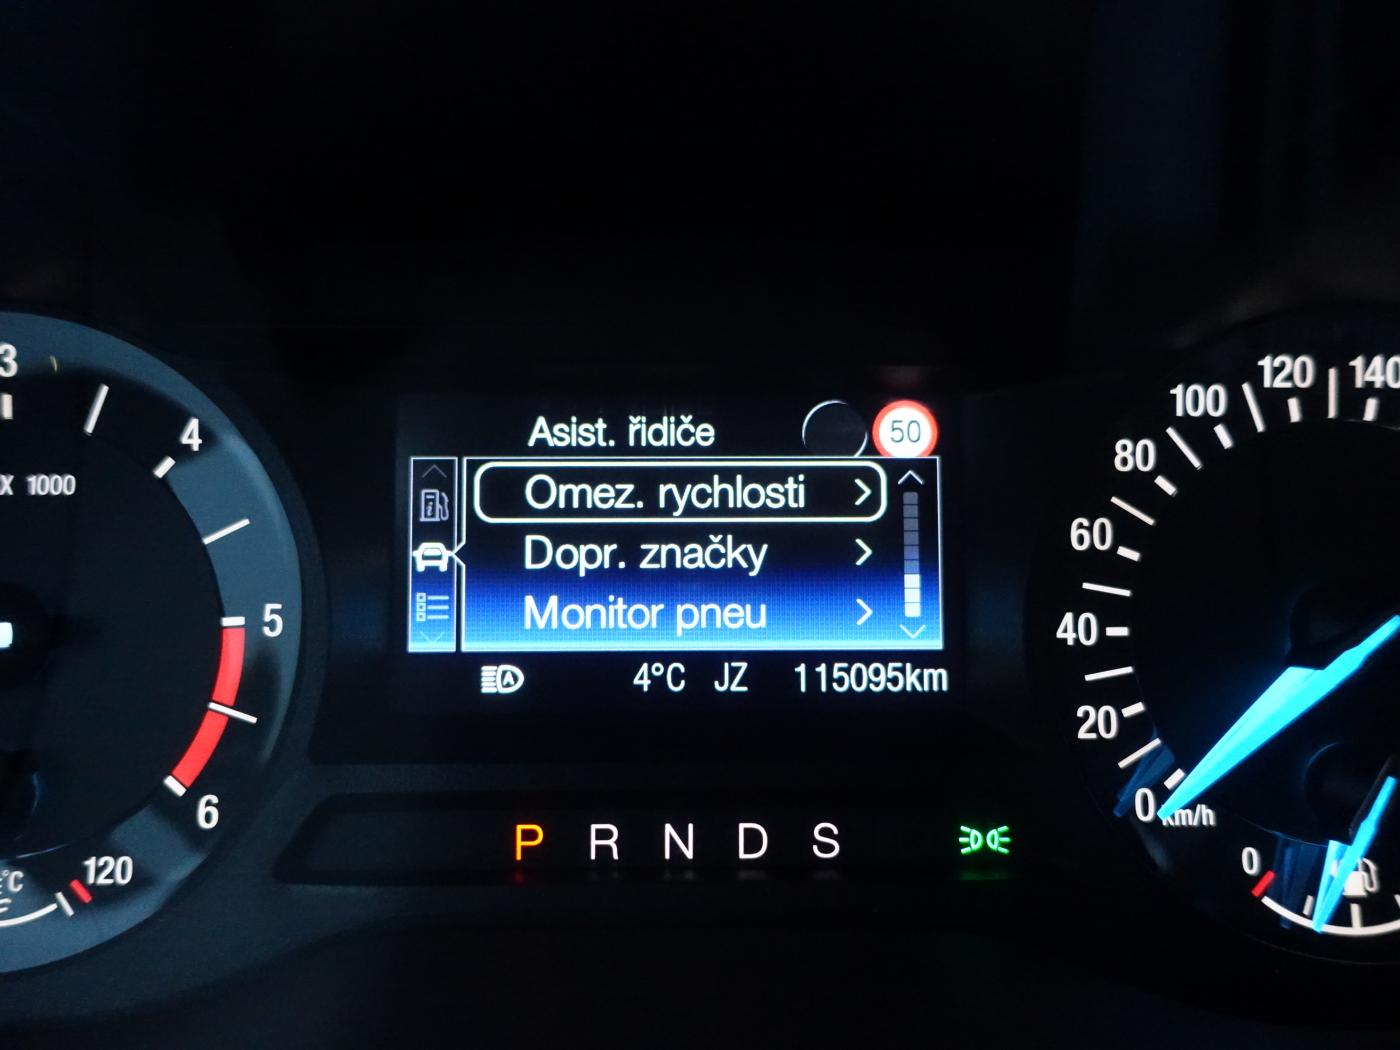 Asist. řidiče
50
Omez. rychlosti
Dopr. značky
Monitor pneu
A
4°C JZ 115095km
P R N D S
3
4
5
6
X 1000
120
°C
0
20
40
60
80
100
120
140
km/h
0